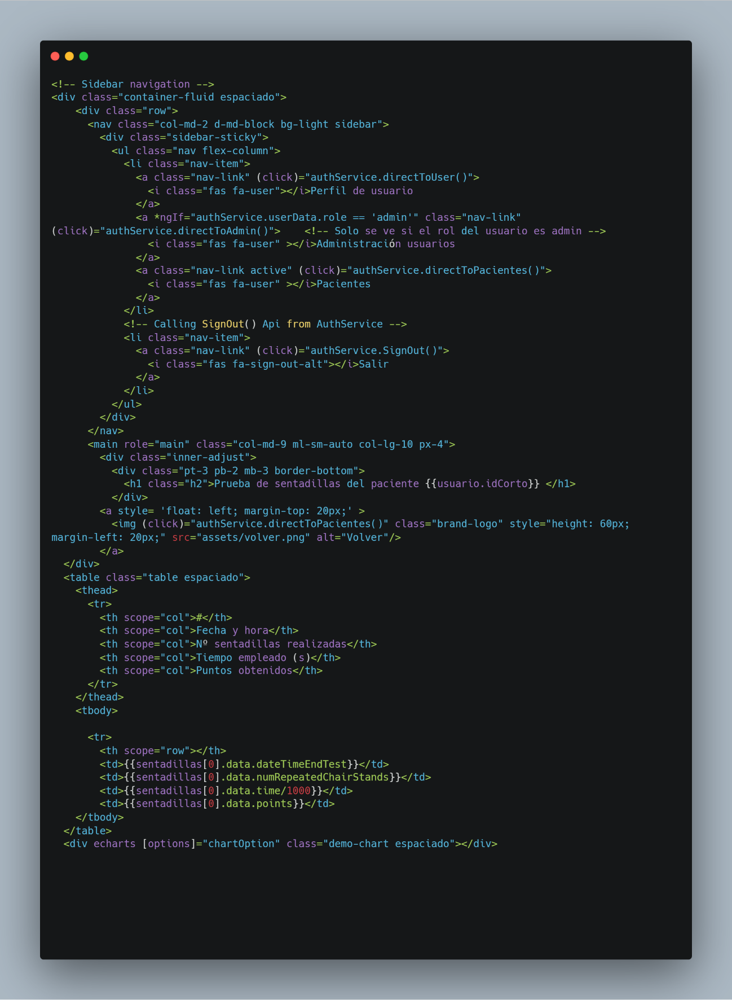 <!-- Sidebar navigation -->
<div class="container-fluid espaciado">
    <div class="row">
      <nav class="col-md-2 d-md-block bg-light sidebar">
        <div class="sidebar-sticky">
          <ul class="nav flex-column">
            <li class="nav-item">
              <a class="nav-link" (click)="authService.directToUser()">
                <i class="fas fa-user"></i>Perfil de usuario
              </a>
              <a *ngIf="authService.userData.role == 'admin'" class="nav-link"
(click)="authService.directToAdmin()">    <!-- Solo se ve si el rol del usuario es admin -->
                <i class="fas fa-user" ></i>Administración usuarios
              </a>
              <a class="nav-link active" (click)="authService.directToPacientes()">
                <i class="fas fa-user" ></i>Pacientes
              </a>
            </li>
            <!-- Calling SignOut() Api from AuthService -->
            <li class="nav-item">
              <a class="nav-link" (click)="authService.SignOut()">
                <i class="fas fa-sign-out-alt"></i>Salir
              </a>
            </li>
          </ul>
        </div>
      </nav>
      <main role="main" class="col-md-9 ml-sm-auto col-lg-10 px-4">
        <div class="inner-adjust">
          <div class="pt-3 pb-2 mb-3 border-bottom">
            <h1 class="h2">Prueba de sentadillas del paciente {{usuario.idCorto}} </h1>
          </div>
        <a style= 'float: left; margin-top: 20px;' >
          <img (click)="authService.directToPacientes()" class="brand-logo" style="height: 60px;
margin-left: 20px;" src="assets/volver.png" alt="Volver"/>
        </a>
  </div>
  <table class="table espaciado">
    <thead>
      <tr>
        <th scope="col">#</th>
        <th scope="col">Fecha y hora</th>
        <th scope="col">Nº sentadillas realizadas</th>
        <th scope="col">Tiempo empleado (s)</th>
        <th scope="col">Puntos obtenidos</th>
      </tr>
    </thead>
    <tbody>

      <tr>
        <th scope="row"></th>
        <td>{{sentadillas[0].data.dateTimeEndTest}}</td>
        <td>{{sentadillas[0].data.numRepeatedChairStands}}</td>
        <td>{{sentadillas[0].data.time/1000}}</td>
        <td>{{sentadillas[0].data.points}}</td>
    </tbody>
  </table>
  <div echarts [options]="chartOption" class="demo-chart espaciado"></div>